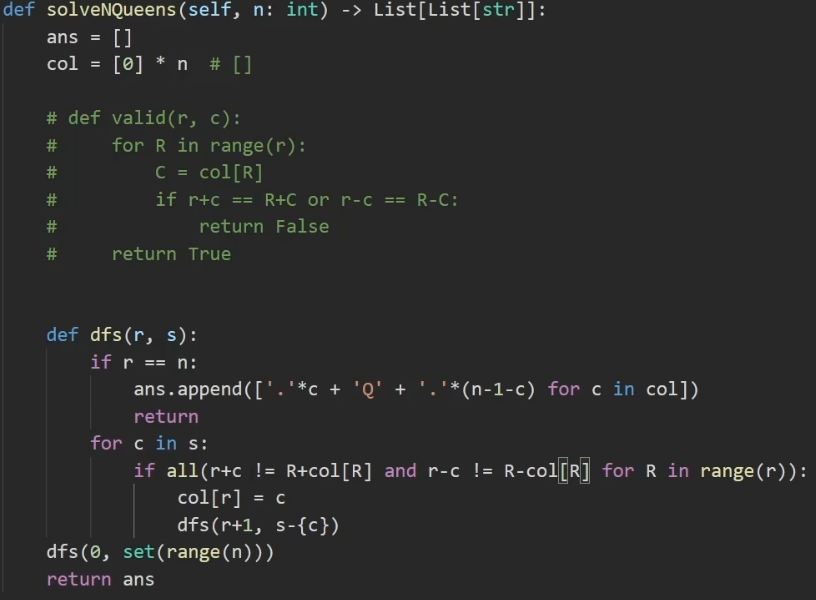 def solveNQueens(self, n: int) -> List[List[str]]:
    ans = []
    col = [0] * n  # []
    # def valid(r, c):
    #     for R in range(r):
    #         C = col[R]
    #         if r+c == R+C or r-c == R-C:
    #             return False
    #     return True
    def dfs(r, s):
        if r == n:
            ans.append(['.'*c + 'Q' + '.'*(n-1-c) for c in col])
            return
        for c in s:
            if all(r+c != R+col[R] and r-c != R-col[R] for R in range(r)):
                col[r] = c
                dfs(r+1, s-{c})
    dfs(0, set(range(n)))
    return ans